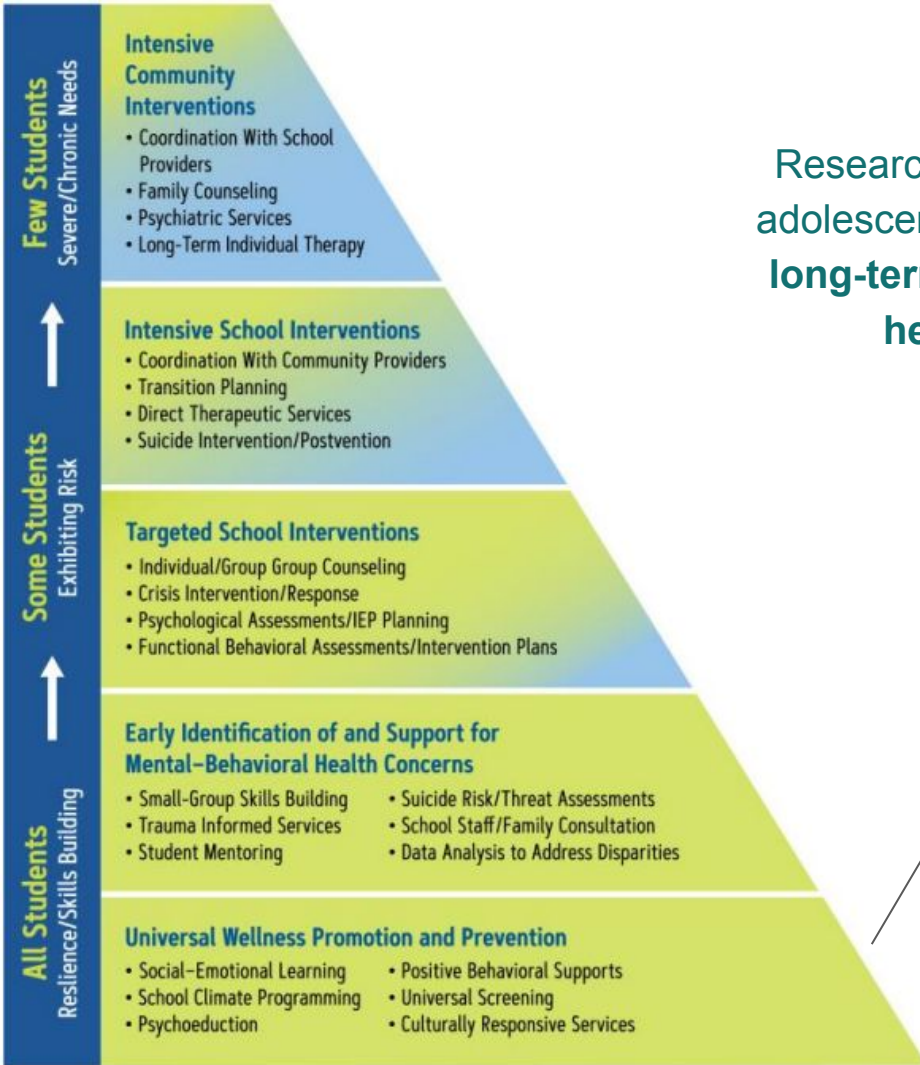 Few Students
Severe/Chronic Needs
Some Students
Exhibiting Risk
All Students
Reslience/Skills Building
Intensive
Community
Interventions
• Coordination With School
Providers
• Family Counseling
• Psychiatric Services
• Long-Term Individual Therapy
Intensive School Interventions
• Coordination With Community Providers
• Transition Planning
• Direct Therapeutic Services
• Suicide Intervention/Postvention
Targeted School Interventions
• Individual/Group Group Counseling
• Crisis Intervention/Response
• Psychological Assessments/IEP Planning
• Functional Behavioral Assessments/Intervention Plans
Early Identification of and Support for
Mental-Behavioral Health Concerns
• Small-Group Skills Building
• Trauma Informed Services
• Student Mentoring
• Suicide Risk/Threat Assessments
• School Staff/Family Consultation
• Data Analysis to Address Disparities
Universal Wellness Promotion and Prevention
• Social-Emotional Learning
• School Climate Programming
• Psychoeduction
• Positive Behavioral Supports
• Universal Screening
• Culturally Responsive Services